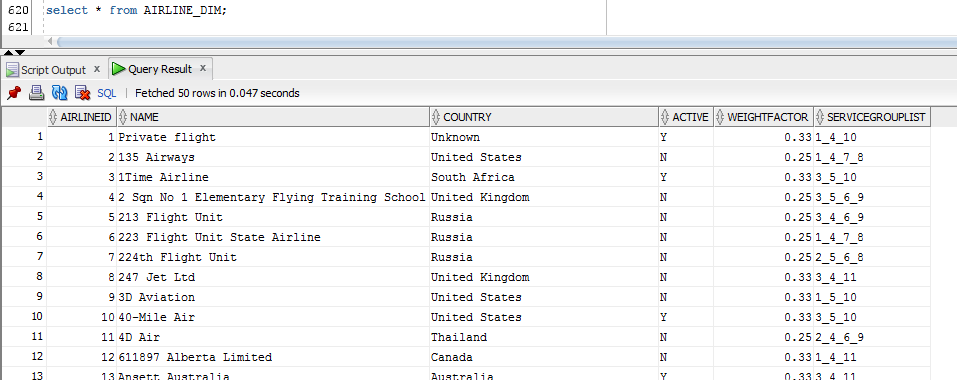 620 select * from AIRLINE_DIM;
621
Script Output x Query Result x
SQL | Fetched 50 rows in 0.047 seconds
AIRLINEID NAME COUNTRY ACTIVE WEIGHTFACTOR SERVICEGROUPLIST
1 1 Private flight Unknown Y 0.33 1_4_10
2 2 135 Airways United States N 0.25 1_4_7_8
3 3 1Time Airline South Africa Y 0.33 3_5_10
4 4 2 Sqn No 1 Elementary Flying Training School United Kingdom N 0.25 3_5_6_9
5 5 213 Flight Unit Russia N 0.25 3_4_6_9
6 6 223 Flight Unit State Airline Russia N 0.25 1_4_7_8
7 7 224th Flight Unit Russia N 0.25 2_5_6_8
8 8 247 Jet Ltd United Kingdom N 0.33 3_4_11
9 9 3D Aviation United States N 0.33 1_5_10
10 10 40-Mile Air United States Y 0.33 3_5_10
11 11 4D Air Thailand N 0.25 2_4_6_9
12 12 611897 Alberta Limited Canada N 0.33 1_4_11
13 13 Ansett Australia Australia Y 0.33 3_4_11